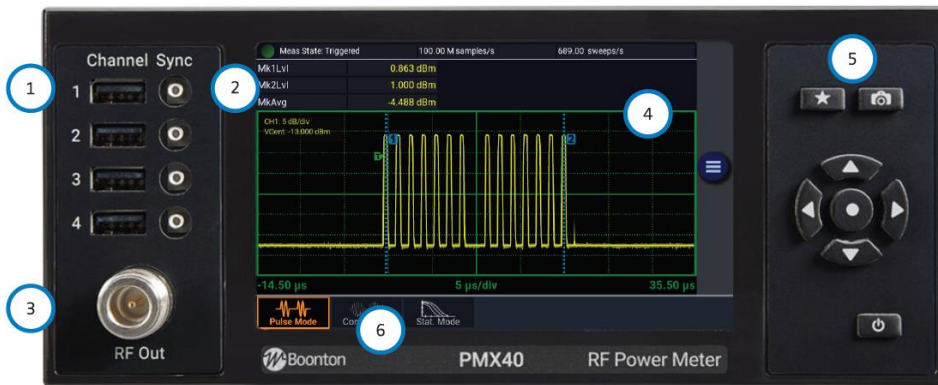 Channel Sync
1
2
3
4
RF Out
1
2
3
4
5
6
Meas State: Triggered 100.00 M samples/s 689.00 sweeps/s
Mk1Lvl 0.863 dBm
Mk2Lvl 1.000 dBm
MkAvg -4.488 dBm
CH1: 5 dB/div
VCent: -13.000 dBm
T
1
2
-14.50 µs 5 µs/div 35.50 µs
Pulse Mode
Stat. Mode
Boonton PMX40 RF Power Meter